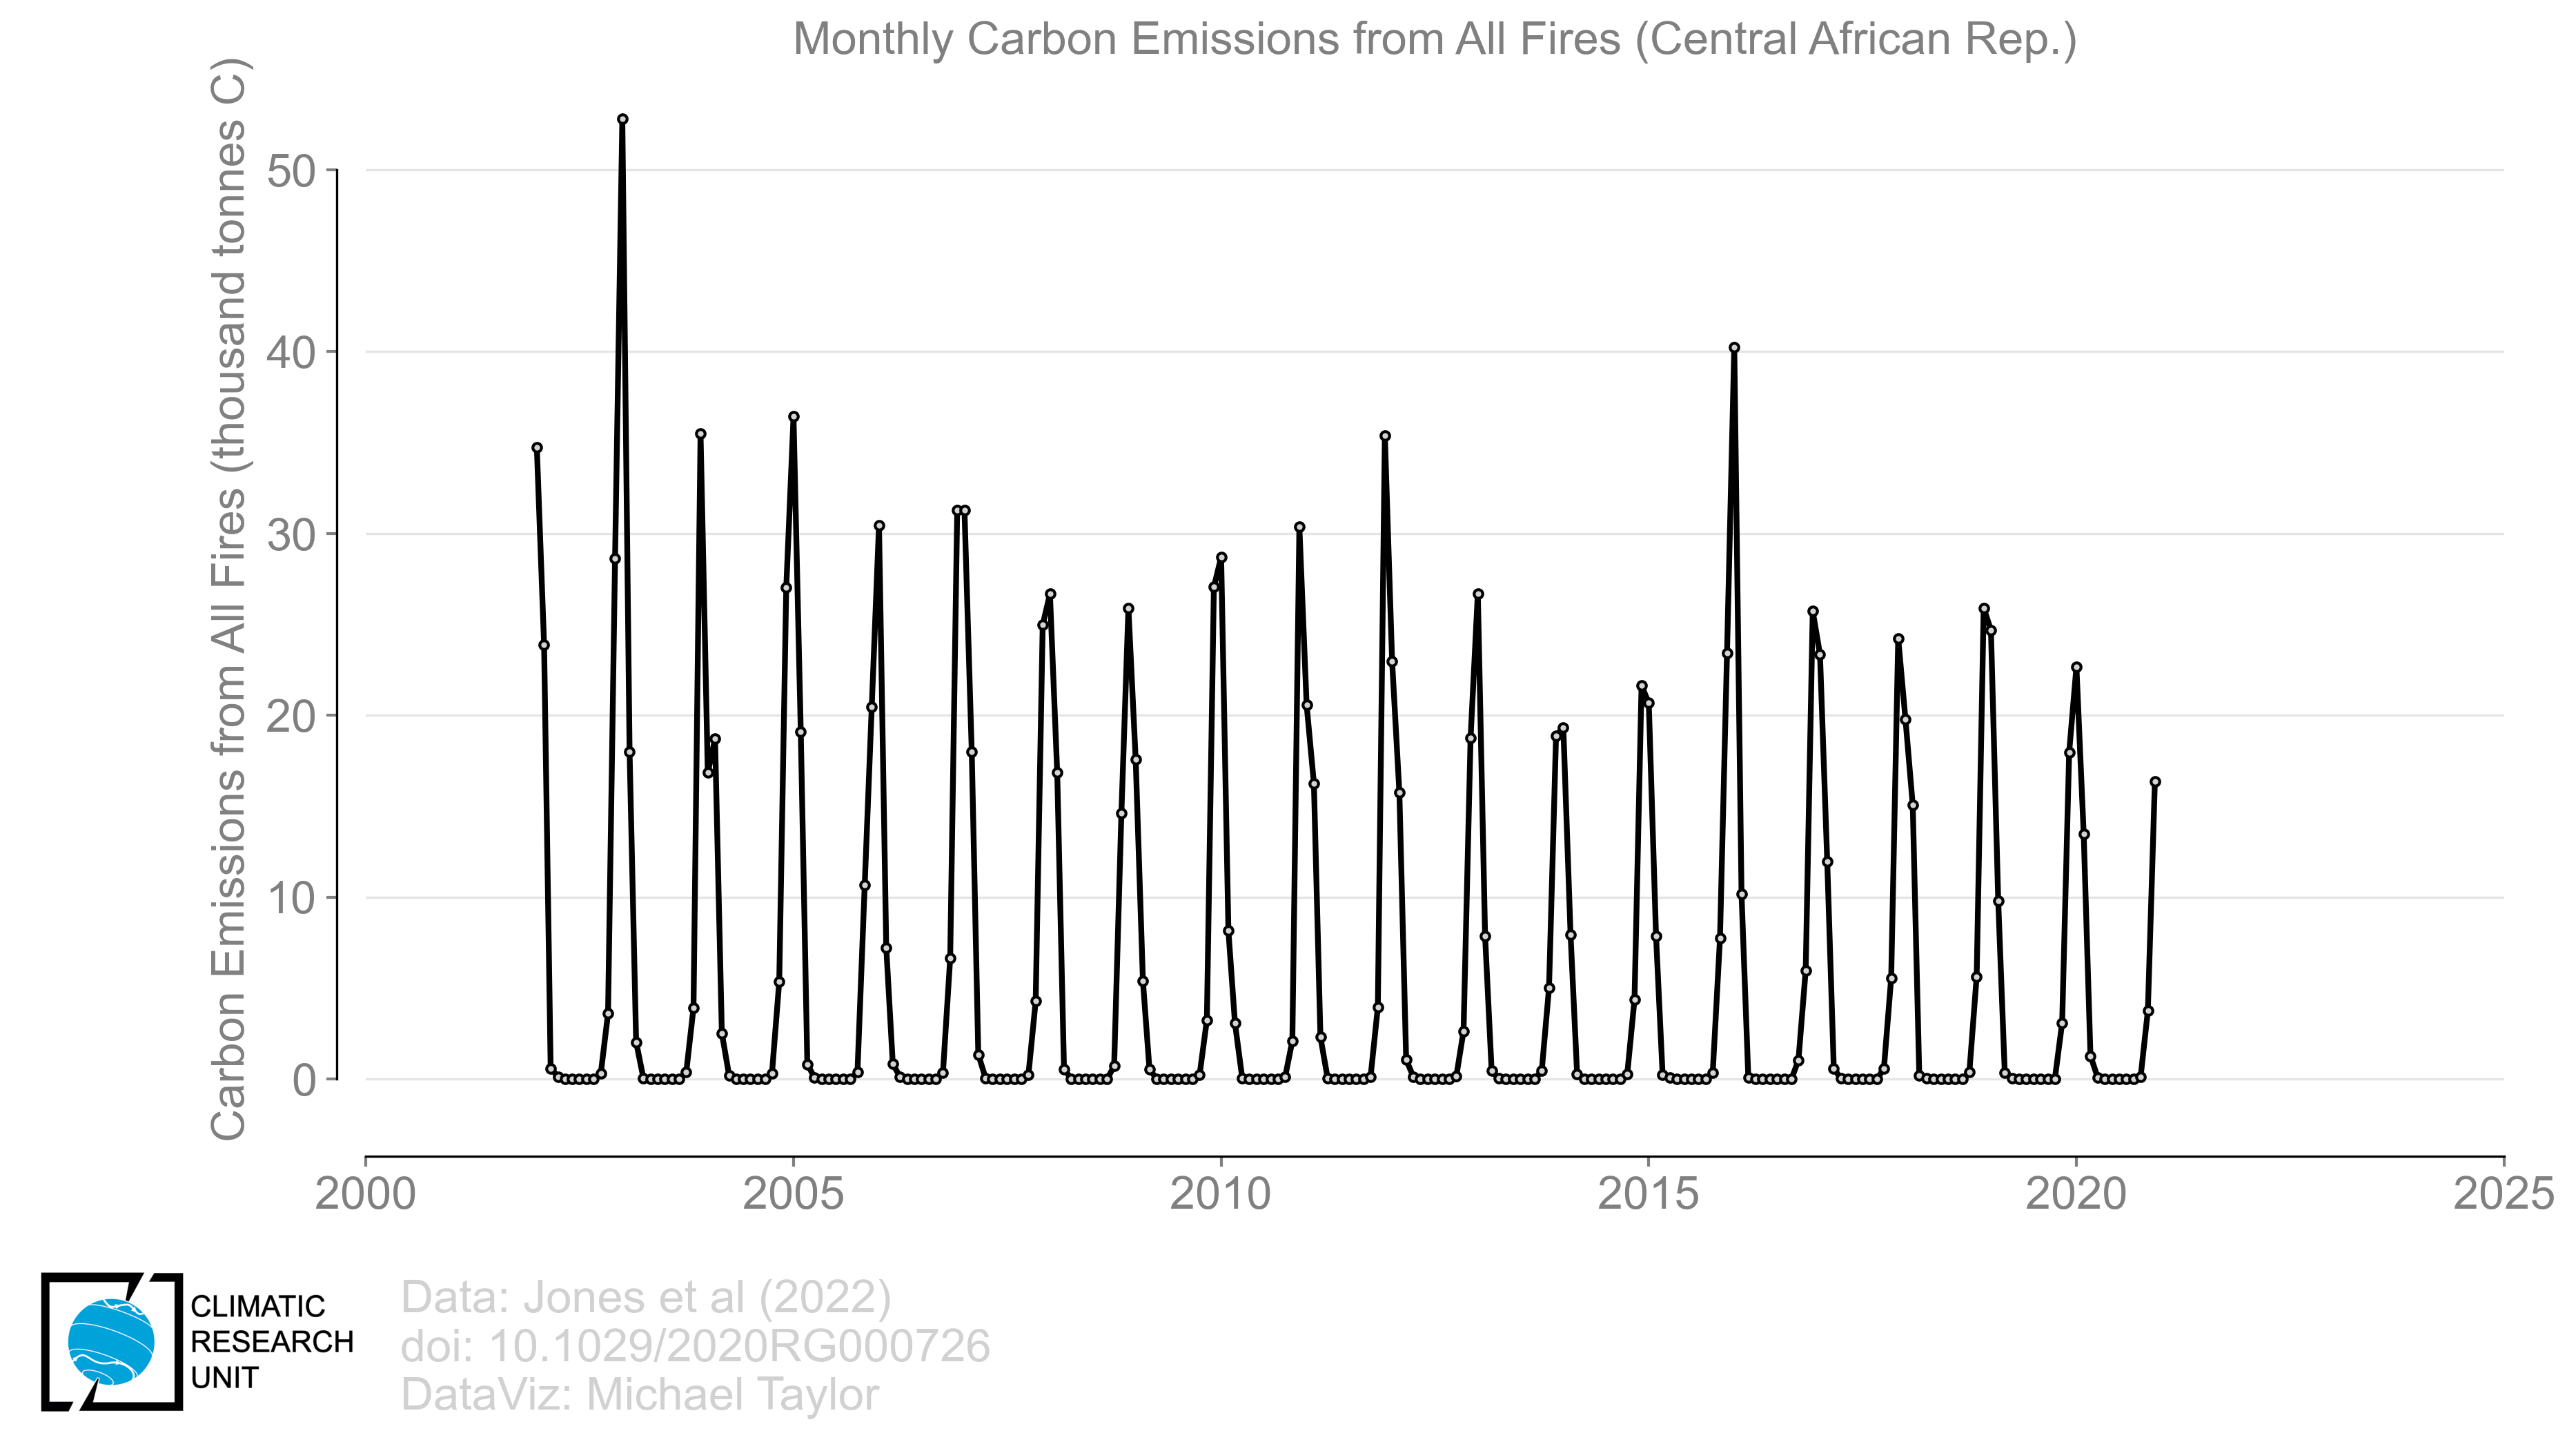 Monthly Carbon Emissions from All Fires (Central African Rep.)
Carbon Emissions from All Fires (thousand tonnes C)
50
40
30
20
10
0
2000
2005
2010
2015
2020
2025
CLIMATIC
RESEARCH
UNIT
Data: Jones et al (2022)
doi: 10.1029/2020RG000726
DataViz: Michael Taylor